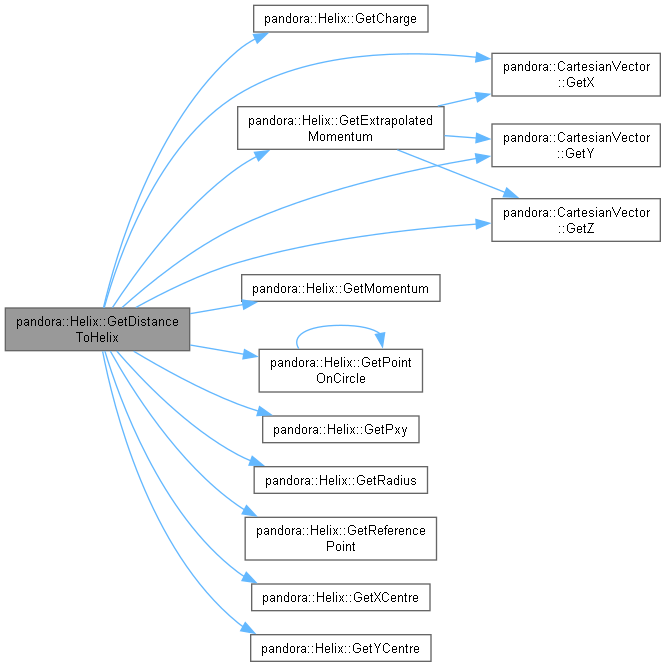 pandora::Helix::GetDistance
ToHelix
pandora::Helix::GetCharge
pandora::CartesianVector
::GetX
pandora::Helix::GetExtrapolated
Momentum
pandora::CartesianVector
::GetY
pandora::CartesianVector
::GetZ
pandora::Helix::GetMomentum
pandora::Helix::GetPoint
OnCircle
pandora::Helix::GetPxy
pandora::Helix::GetRadius
pandora::Helix::GetReference
Point
pandora::Helix::GetXCentre
pandora::Helix::GetYCentre